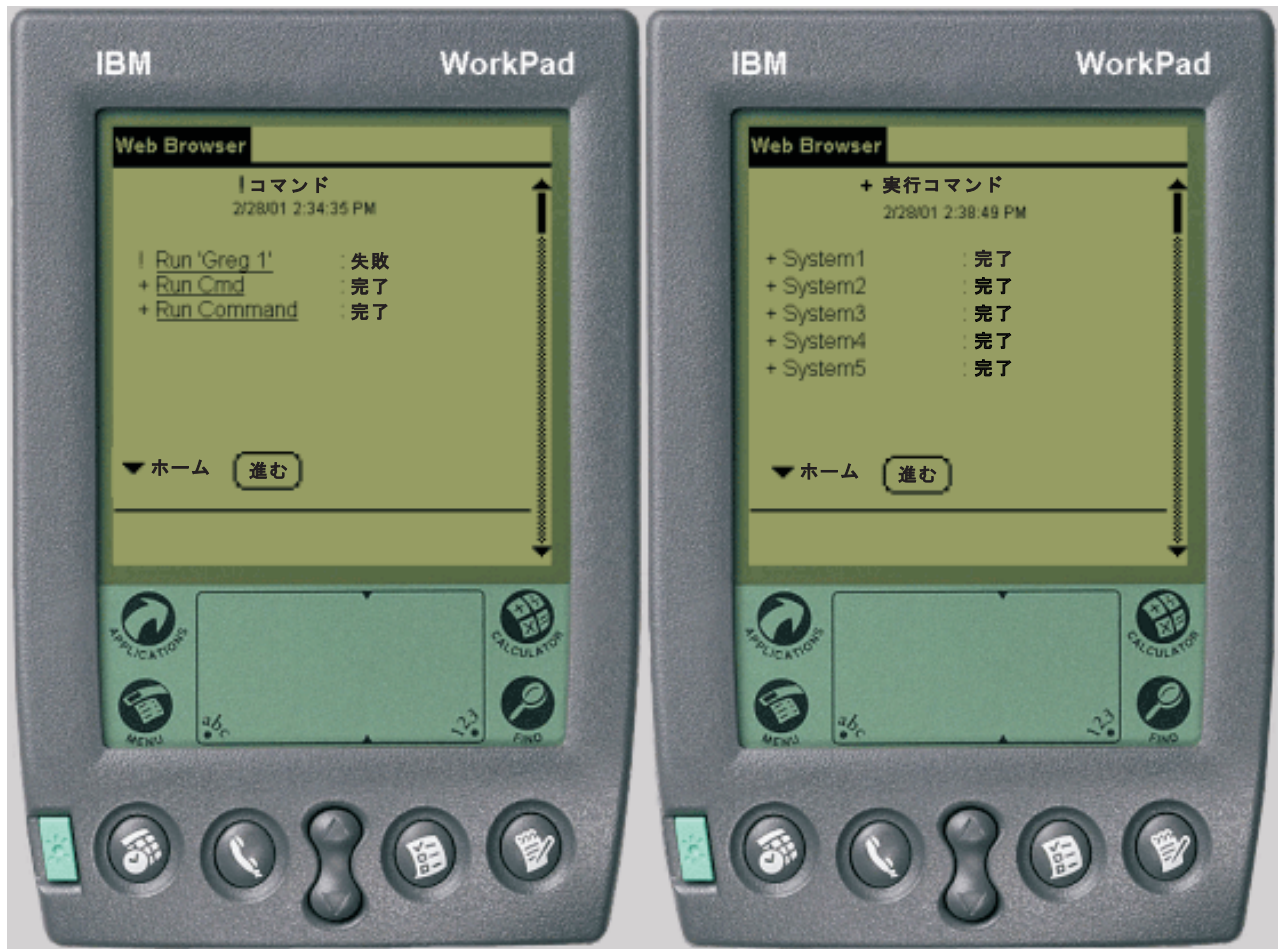 IBM WorkPad
Web Browser
! コマンド
2/28/01 2:34:35 PM
! Run 'Greg 1' : 失敗
+ Run Cmd : 完了
+ Run Command : 完了
ホーム 進む
APPLICATIONS
CALCULATOR
MENU
abc
123
FIND
IBM WorkPad
Web Browser
+ 実行コマンド
2/28/01 2:38:49 PM
+ System1 : 完了
+ System2 : 完了
+ System3 : 完了
+ System4 : 完了
+ System5 : 完了
ホーム 進む
APPLICATIONS
CALCULATOR
MENU
abc
123
FIND